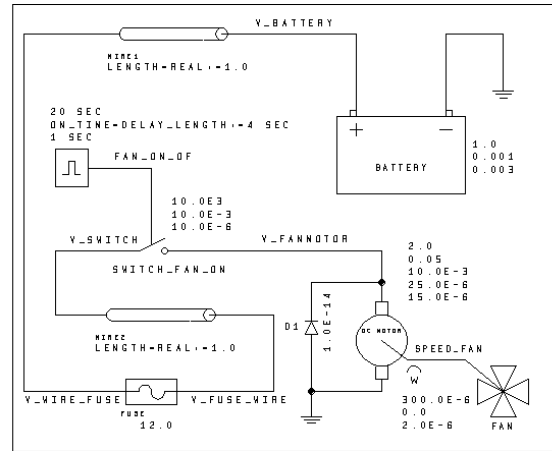 V_BATTERY
WIRE1
LENGTH=REAL:=1.0
20 SEC
ON_TIME=DELAY_LENGTH:=4 SEC
1 SEC
FAN_ON_OF
+ −
BATTERY
1.0
0.001
0.003
10.0E3
10.0E-3
10.0E-6
V_SWITCH
V_FANMOTOR
SWITCH_FAN_ON
2.0
0.05
10.0E-3
25.0E-6
15.0E-6
D1
1.0E-14
DC MOTOR
WIRE2
LENGTH=REAL:=1.0
SPEED_FAN
W
V_WIRE_FUSE
V_FUSE_WIRE
FUSE
12.0
300.0E-6
0.0
2.0E-6
FAN